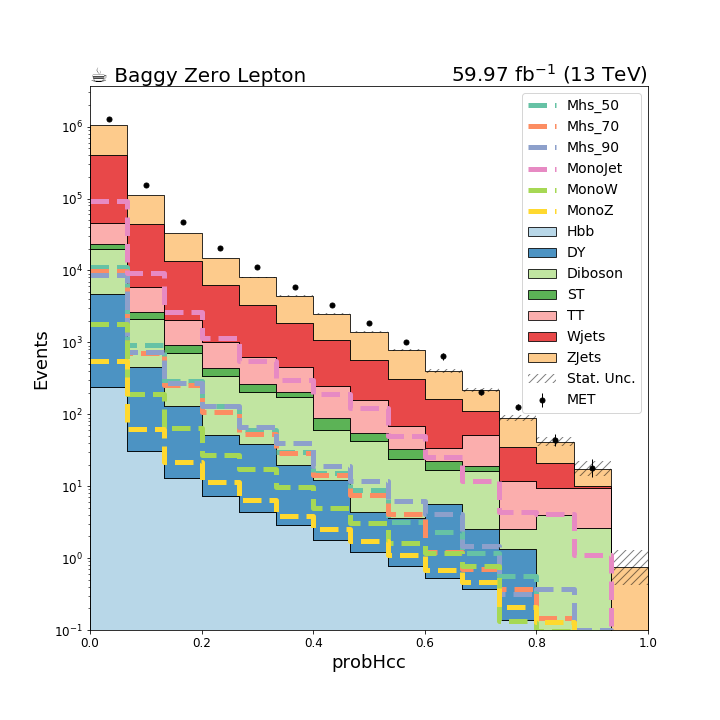 ☕ Baggy Zero Lepton
59.97 fb⁻¹ (13 TeV)
Mhs_50
Mhs_70
Mhs_90
MonoJet
MonoW
MonoZ
Hbb
DY
Diboson
ST
TT
Wjets
ZJets
Stat. Unc.
MET
Events
10⁶
10⁵
10⁴
10³
10²
10¹
10⁰
10⁻¹
0.0 0.2 0.4 0.6 0.8 1.0
probHcc